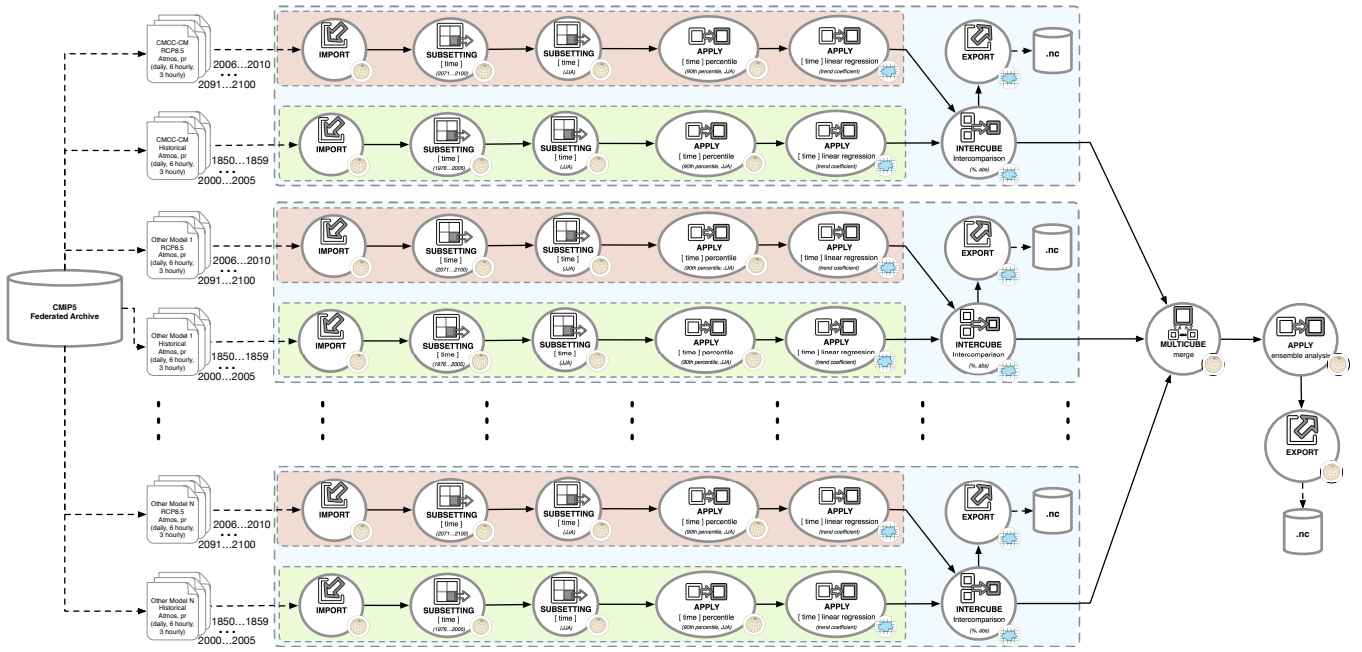 CMIP5
Federated Archive
CMCC-CM
RCP8.5
Atmos, pr
(daily, 6 hourly,
3 hourly)
2006...2010
...
2091...2100
IMPORT
SUBSETTING
[ time ]
(2071...2100)
SUBSETTING
[ time ]
(JJA)
APPLY
[ time ] percentile
(90th percentile, JJA)
APPLY
[ time ] linear regression
(trend coefficient)
EXPORT
.nc
CMCC-CM
Historical
Atmos, pr
(daily, 6 hourly,
3 hourly)
1850...1859
...
2000...2005
IMPORT
SUBSETTING
[ time ]
(1976...2005)
SUBSETTING
[ time ]
(JJA)
APPLY
[ time ] percentile
(90th percentile, JJA)
APPLY
[ time ] linear regression
(trend coefficient)
INTERCUBE
Intercomparison
(%, abs)
Other Model 1
RCP8.5
Atmos, pr
(daily, 6 hourly,
3 hourly)
2006...2010
...
2091...2100
IMPORT
SUBSETTING
[ time ]
(2071...2100)
SUBSETTING
[ time ]
(JJA)
APPLY
[ time ] percentile
(90th percentile, JJA)
APPLY
[ time ] linear regression
(trend coefficient)
EXPORT
.nc
Other Model 1
Historical
Atmos, pr
(daily, 6 hourly,
3 hourly)
1850...1859
...
2000...2005
IMPORT
SUBSETTING
[ time ]
(1976...2005)
SUBSETTING
[ time ]
(JJA)
APPLY
[ time ] percentile
(90th percentile, JJA)
APPLY
[ time ] linear regression
(trend coefficient)
INTERCUBE
Intercomparison
(%, abs)
Other Model N
RCP8.5
Atmos, pr
(daily, 6 hourly,
3 hourly)
2006...2010
...
2091...2100
IMPORT
SUBSETTING
[ time ]
(2071...2100)
SUBSETTING
[ time ]
(JJA)
APPLY
[ time ] percentile
(90th percentile, JJA)
APPLY
[ time ] linear regression
(trend coefficient)
EXPORT
.nc
Other Model N
Historical
Atmos, pr
(daily, 6 hourly,
3 hourly)
1850...1859
...
2000...2005
IMPORT
SUBSETTING
[ time ]
(1976...2005)
SUBSETTING
[ time ]
(JJA)
APPLY
[ time ] percentile
(90th percentile, JJA)
APPLY
[ time ] linear regression
(trend coefficient)
INTERCUBE
Intercomparison
(%, abs)
MULTICUBE
merge
APPLY
ensemble analysis
EXPORT
.nc